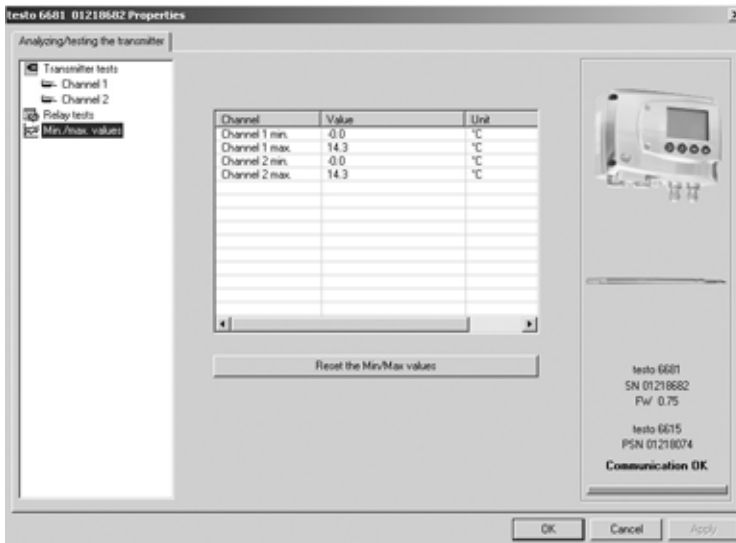 testo 6681 01218682 Properties
Analyzing/testing the transmitter
Transmitter tests
Channel 1
Channel 2
Relay tests
Min./max. values
Channel Value Unit
Channel 1 min. -0.0 °C
Channel 1 max. 14.3 °C
Channel 2 min. -0.0 °C
Channel 2 max. 14.3 °C
Reset the Min/Max values
testo 6681
SN 01218682
FW 0.75
testo 6615
PSN 01218074
Communication OK
OK Cancel Apply